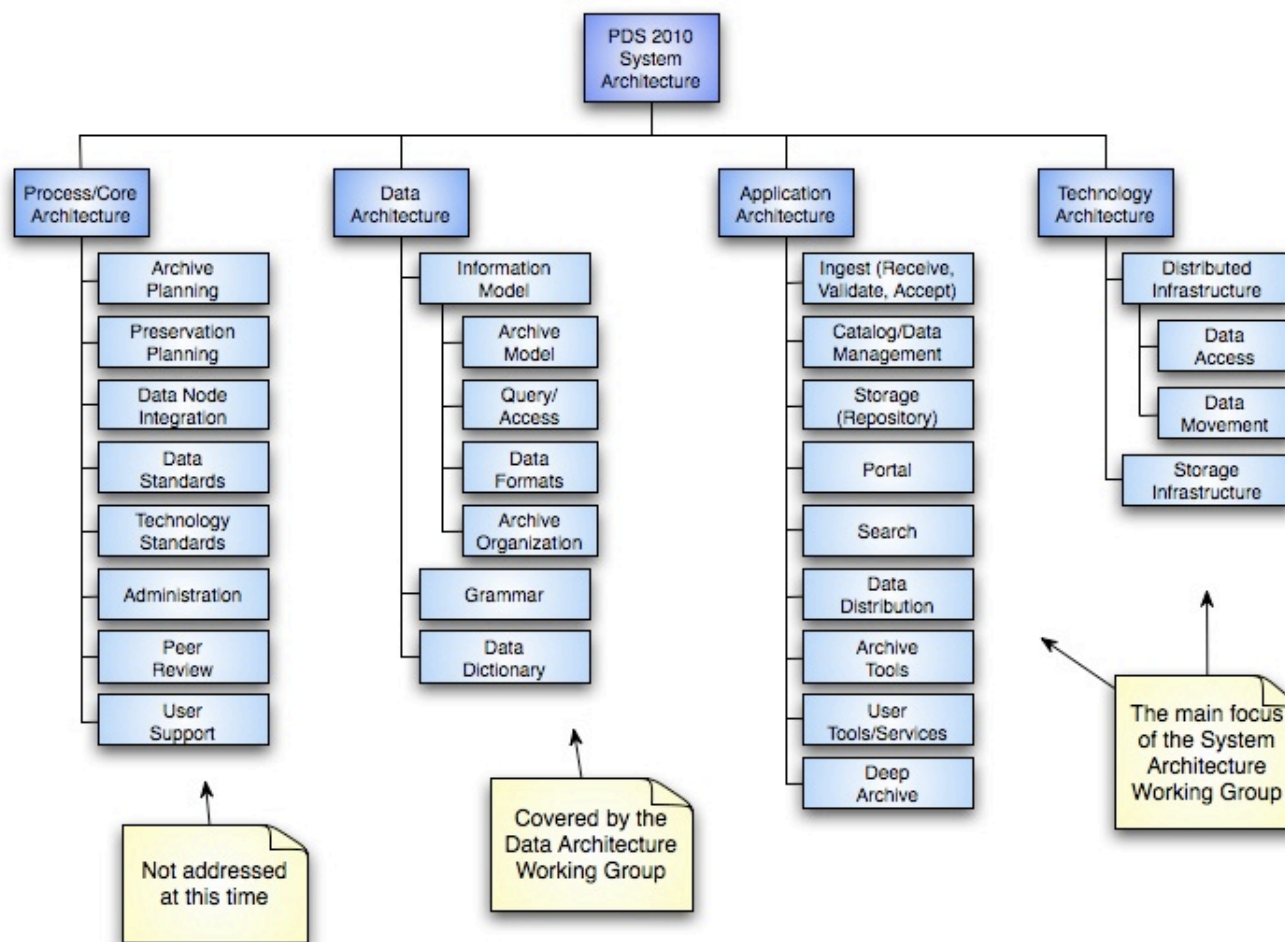 PDS 2010
System
Architecture
Process/Core
Architecture
Archive
Planning
Preservation
Planning
Data Node
Integration
Data
Standards
Technology
Standards
Administration
Peer
Review
User
Support
Not addressed
at this time
Data
Architecture
Information
Model
Archive
Model
Query/
Access
Data
Formats
Archive
Organization
Grammar
Data
Dictionary
Covered by the
Data Architecture
Working Group
Application
Architecture
Ingest (Receive,
Validate, Accept)
Catalog/Data
Management
Storage
(Repository)
Portal
Search
Data
Distribution
Archive
Tools
User
Tools/Services
Deep
Archive
Technology
Architecture
Distributed
Infrastructure
Data
Access
Data
Movement
Storage
Infrastructure
The main focus
of the System
Architecture
Working Group